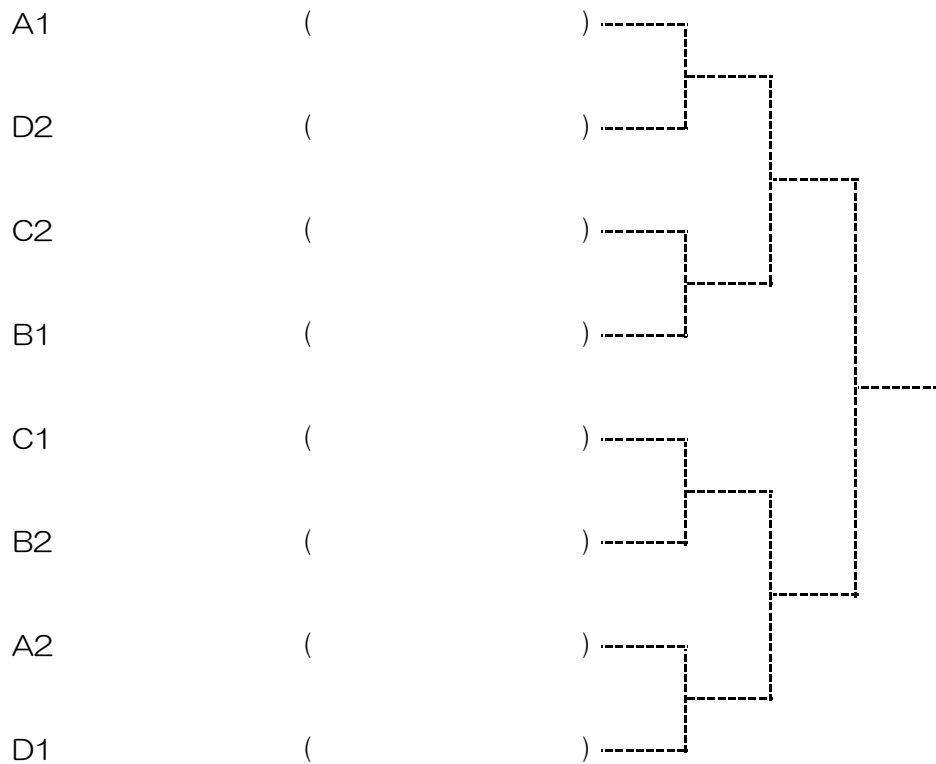 A1 ( )
D2 ( )
C2 ( )
B1 ( )
C1 ( )
B2 ( )
A2 ( )
D1 ( )